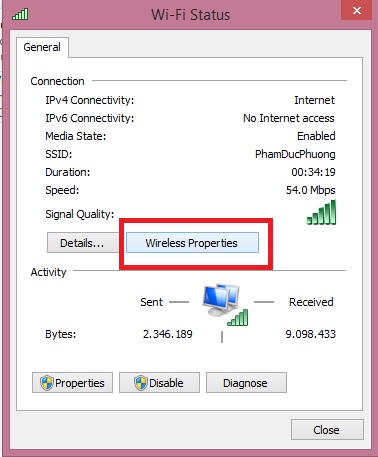 Wi-Fi Status
General
Connection
IPv4 Connectivity: Internet
IPv6 Connectivity: No Internet access
Media State: Enabled
SSID: PhamDucPhuong
Duration: 00:34:19
Speed: 54.0 Mbps
Signal Quality:
Details... Wireless Properties
Activity
Sent Received
Bytes: 2.346.189 9.098.433
Properties Disable Diagnose
Close